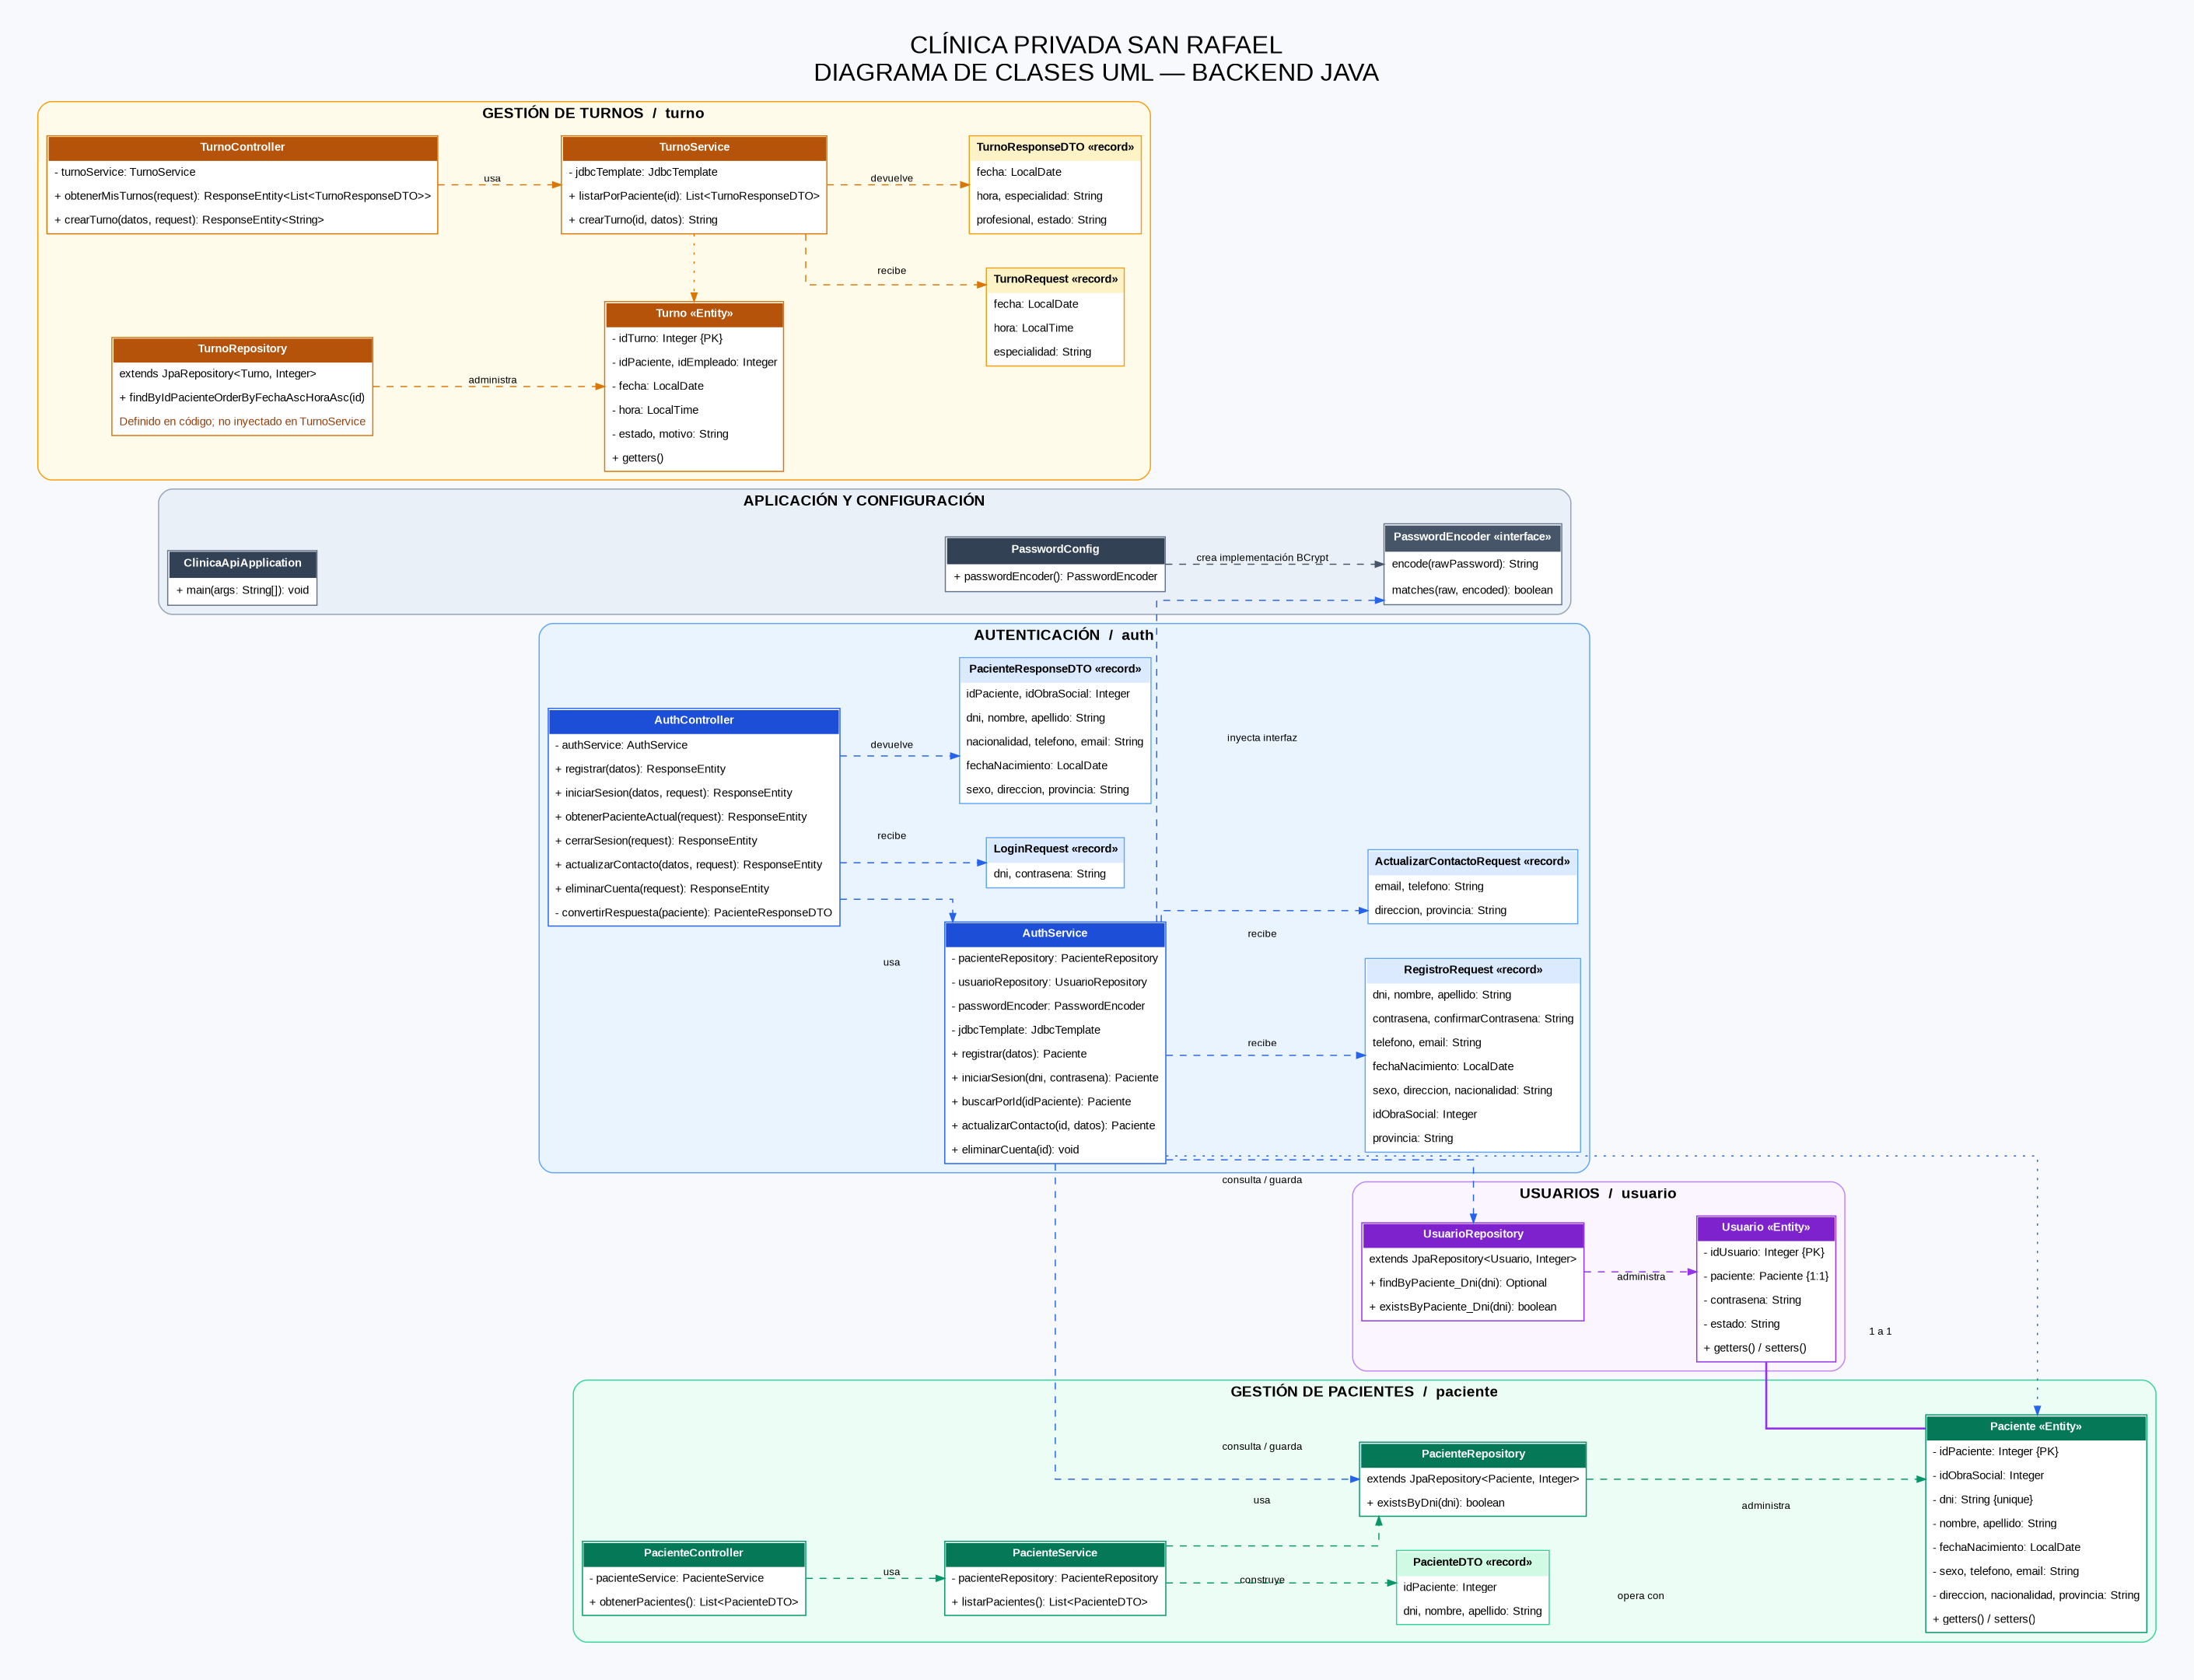 CLÍNICA PRIVADA SAN RAFAEL
DIAGRAMA DE CLASES UML — BACKEND JAVA
GESTIÓN DE TURNOS / turno
TurnoController
- turnoService: TurnoService
+ obtenerMisTurnos(request): ResponseEntity<List<TurnoResponseDTO>>
+ crearTurno(datos, request): ResponseEntity<String>
usa
TurnoService
- jdbcTemplate: JdbcTemplate
+ listarPorPaciente(id): List<TurnoResponseDTO>
+ crearTurno(id, datos): String
devuelve
TurnoResponseDTO «record»
fecha: LocalDate
hora, especialidad: String
profesional, estado: String
recibe
TurnoRequest «record»
fecha: LocalDate
hora: LocalTime
especialidad: String
TurnoRepository
extends JpaRepository<Turno, Integer>
+ findByIdPacienteOrderByFechaAscHoraAsc(id)
Definido en código; no inyectado en TurnoService
administra
Turno «Entity»
- idTurno: Integer {PK}
- idPaciente, idEmpleado: Integer
- fecha: LocalDate
- hora: LocalTime
- estado, motivo: String
+ getters()
APLICACIÓN Y CONFIGURACIÓN
ClinicaApiApplication
+ main(args: String[]): void
PasswordConfig
+ passwordEncoder(): PasswordEncoder
crea implementación BCrypt
PasswordEncoder «interface»
encode(rawPassword): String
matches(raw, encoded): boolean
AUTENTICACIÓN / auth
AuthController
- authService: AuthService
+ registrar(datos): ResponseEntity
+ iniciarSesion(datos, request): ResponseEntity
+ obtenerPacienteActual(request): ResponseEntity
+ cerrarSesion(request): ResponseEntity
+ actualizarContacto(datos, request): ResponseEntity
+ eliminarCuenta(request): ResponseEntity
- convertirRespuesta(paciente): PacienteResponseDTO
devuelve
PacienteResponseDTO «record»
idPaciente, idObraSocial: Integer
dni, nombre, apellido: String
nacionalidad, telefono, email: String
fechaNacimiento: LocalDate
sexo, direccion, provincia: String
inyecta interfaz
recibe
LoginRequest «record»
dni, contrasena: String
usa
AuthService
- pacienteRepository: PacienteRepository
- usuarioRepository: UsuarioRepository
- passwordEncoder: PasswordEncoder
- jdbcTemplate: JdbcTemplate
+ registrar(datos): Paciente
+ iniciarSesion(dni, contrasena): Paciente
+ buscarPorId(idPaciente): Paciente
+ actualizarContacto(id, datos): Paciente
+ eliminarCuenta(id): void
recibe
ActualizarContactoRequest «record»
email, telefono: String
direccion, provincia: String
recibe
RegistroRequest «record»
dni, nombre, apellido: String
contrasena, confirmarContrasena: String
telefono, email: String
fechaNacimiento: LocalDate
sexo, direccion, nacionalidad: String
idObraSocial: Integer
provincia: String
consulta / guarda
USUARIOS / usuario
UsuarioRepository
extends JpaRepository<Usuario, Integer>
+ findByPaciente_Dni(dni): Optional
+ existsByPaciente_Dni(dni): boolean
administra
Usuario «Entity»
- idUsuario: Integer {PK}
- paciente: Paciente {1:1}
- contrasena: String
- estado: String
+ getters() / setters()
1 a 1
GESTIÓN DE PACIENTES / paciente
consulta / guarda
PacienteRepository
extends JpaRepository<Paciente, Integer>
+ existsByDni(dni): boolean
usa
administra
Paciente «Entity»
- idPaciente: Integer {PK}
- idObraSocial: Integer
- dni: String {unique}
- nombre, apellido: String
- fechaNacimiento: LocalDate
- sexo, telefono, email: String
- direccion, nacionalidad, provincia: String
+ getters() / setters()
PacienteController
- pacienteService: PacienteService
+ obtenerPacientes(): List<PacienteDTO>
usa
PacienteService
- pacienteRepository: PacienteRepository
+ listarPacientes(): List<PacienteDTO>
construye
PacienteDTO «record»
idPaciente: Integer
dni, nombre, apellido: String
opera con